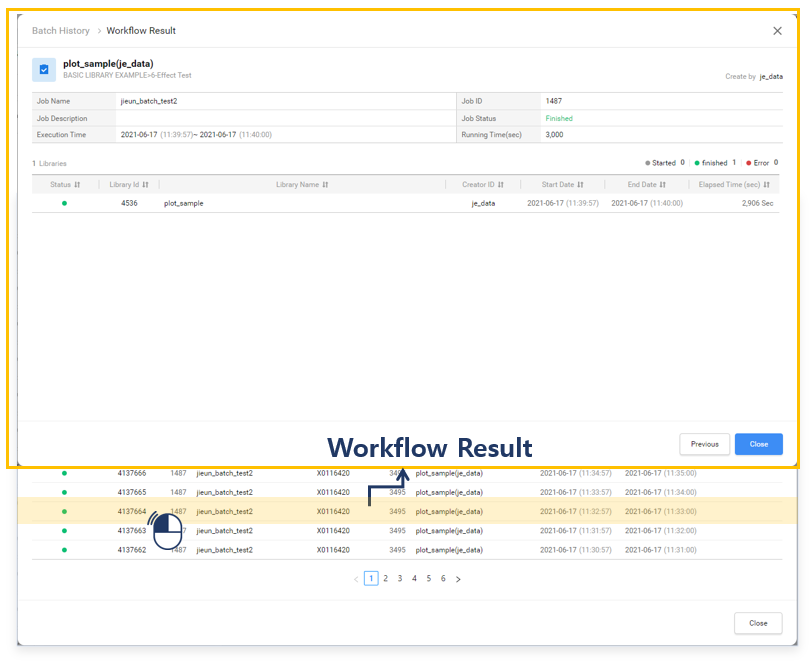 Batch History > Workflow Result
plot_sample(je_data)
BASIC LIBRARY EXAMPLE>6-Effect Test
Create by je_data
Job Name jieun_batch_test2 Job ID 1487
Job Description Job Status Finished
Execution Time 2021-06-17 (11:39:57)~ 2021-06-17 (11:40:00) Running Time(sec) 3,000
1 Libraries Started 0 finished 1 Error 0
Status Library Id Library Name Creator ID Start Date End Date Elapsed Time (sec)
4536 plot_sample je_data 2021-06-17 (11:39:57) 2021-06-17 (11:40:00) 2,906 Sec
Previous Close
Workflow Result
4137666 1487 jieun_batch_test2 X0116420 3495 plot_sample(je_data) 2021-06-17 (11:34:57) 2021-06-17 (11:35:00)
4137665 1487 jieun_batch_test2 X0116420 3495 plot_sample(je_data) 2021-06-17 (11:33:57) 2021-06-17 (11:34:00)
4137664 1487 jieun_batch_test2 X0116420 3495 plot_sample(je_data) 2021-06-17 (11:32:57) 2021-06-17 (11:33:00)
4137663 jieun_batch_test2 X0116420 3495 plot_sample(je_data) 2021-06-17 (11:31:57) 2021-06-17 (11:32:00)
4137662 1487 jieun_batch_test2 X0116420 3495 plot_sample(je_data) 2021-06-17 (11:30:57) 2021-06-17 (11:31:00)
< 1 2 3 4 5 6 >
Close